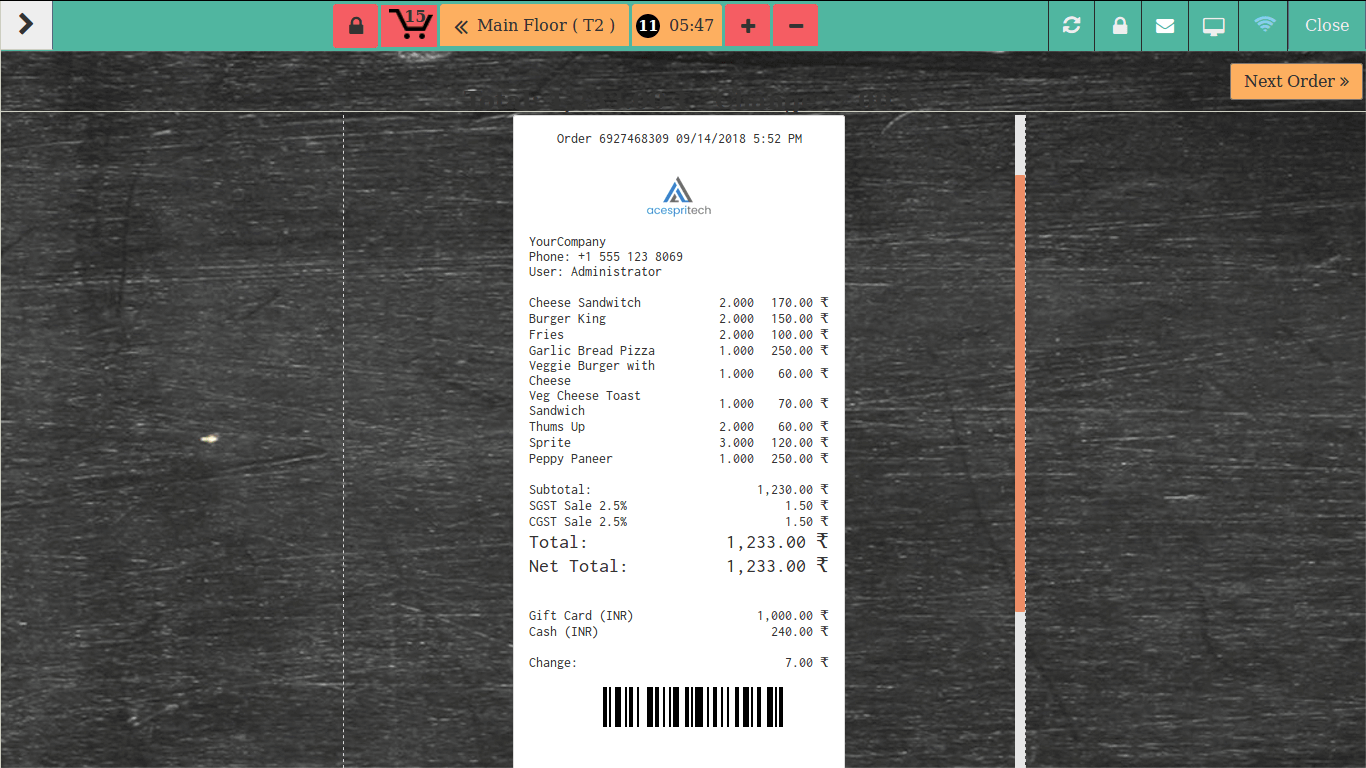 15
Main Floor ( T2 )
11 05:47
Close
Next Order »
Order 6927468309 09/14/2018 5:52 PM
acespritech
YourCompany
Phone: +1 555 123 8069
User: Administrator
Cheese Sandwitch 2.000 170.00 ₹
Burger King 2.000 150.00 ₹
Fries 2.000 100.00 ₹
Garlic Bread Pizza 1.000 250.00 ₹
Veggie Burger with
Cheese 1.000 60.00 ₹
Veg Cheese Toast
Sandwich 1.000 70.00 ₹
Thums Up 2.000 60.00 ₹
Sprite 3.000 120.00 ₹
Peppy Paneer 1.000 250.00 ₹
Subtotal: 1,230.00 ₹
SGST Sale 2.5% 1.50 ₹
CGST Sale 2.5% 1.50 ₹
Total: 1,233.00 ₹
Net Total: 1,233.00 ₹
Gift Card (INR) 1,000.00 ₹
Cash (INR) 240.00 ₹
Change: 7.00 ₹